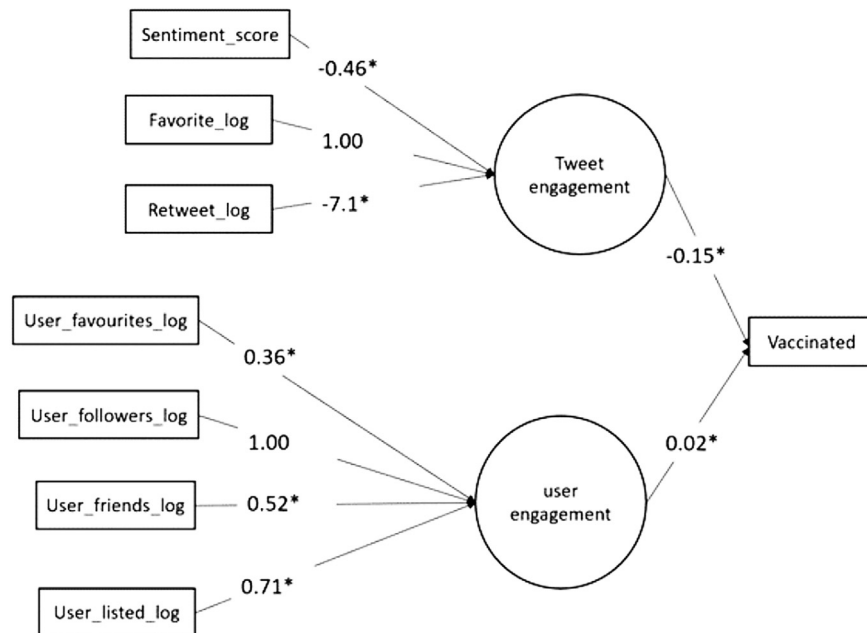 Sentiment_score
-0.46*
Favorite_log
1.00
Retweet_log
-7.1*
Tweet
engagement
-0.15*
User_favourites_log
0.36*
Vaccinated
User_followers_log
1.00
0.02*
User_friends_log
0.52*
user
engagement
User_listed_log
0.71*